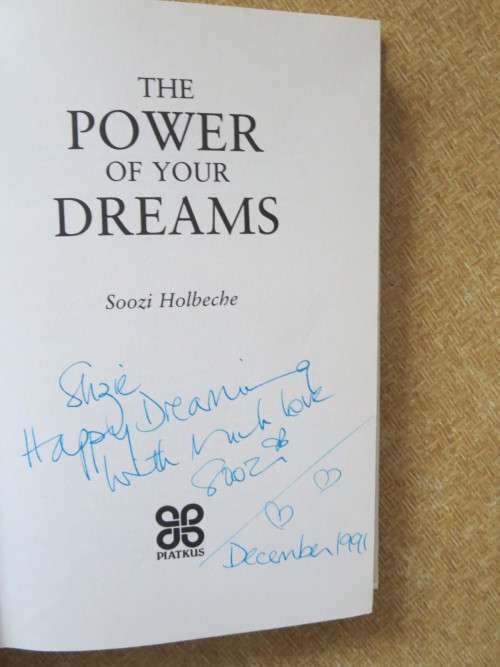 THE
POWER
OF YOUR
DREAMS
Soozi Holbeche
Suzie
Happy Dreaming
with much love
Soozi
PIATKUS
December 1991